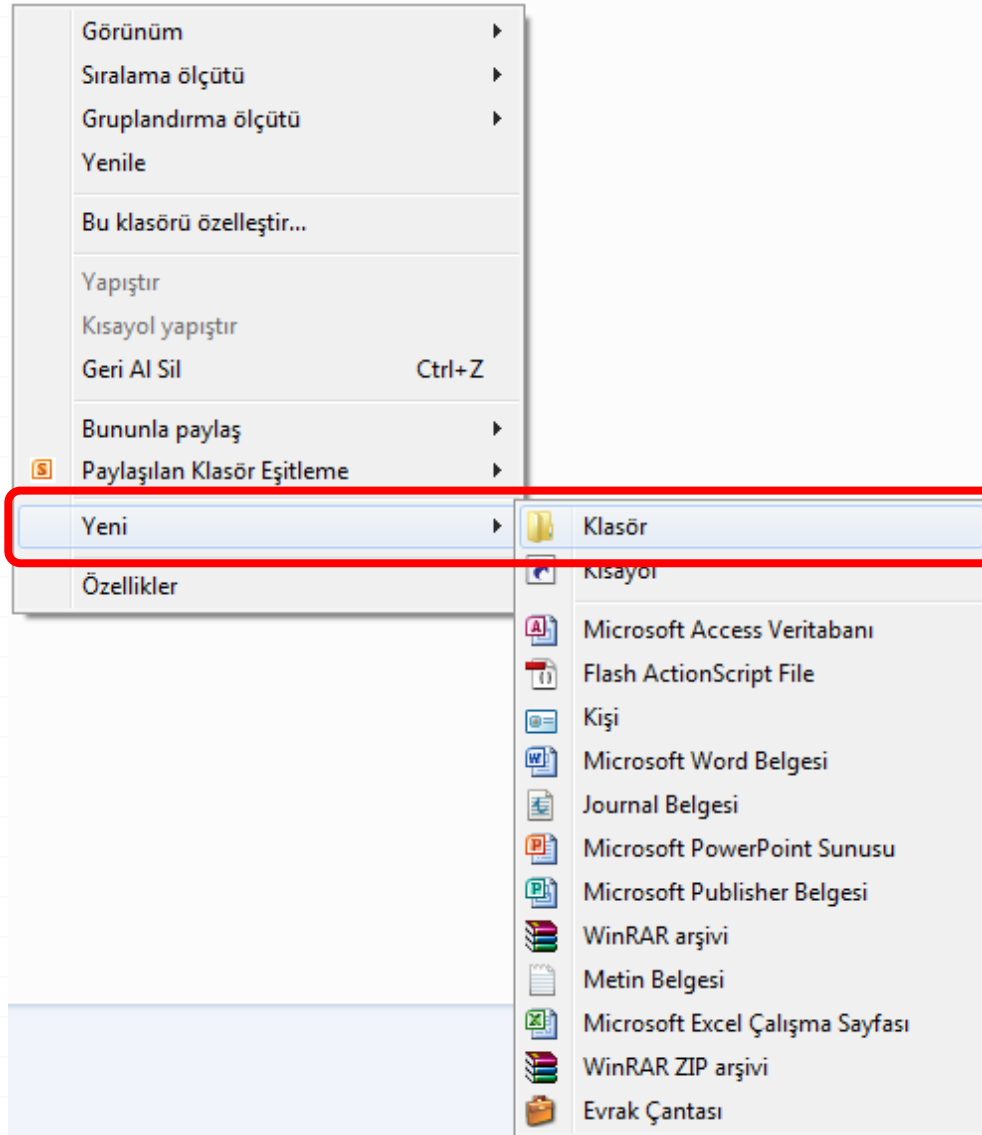 Görünüm
Sıralama ölçütü
Gruplandırma ölçütü
Yenile
Bu klasörü özelleştir...
Yapıştır
Kısayol yapıştır
Geri Al Sil Ctrl+Z
Bununla paylaş
Paylaşılan Klasör Eşitleme
Yeni
Özellikler
Klasör
Kısayol
Microsoft Access Veritabanı
Flash ActionScript File
Kişi
Microsoft Word Belgesi
Journal Belgesi
Microsoft PowerPoint Sunusu
Microsoft Publisher Belgesi
WinRAR arşivi
Metin Belgesi
Microsoft Excel Çalışma Sayfası
WinRAR ZIP arşivi
Evrak Çantası